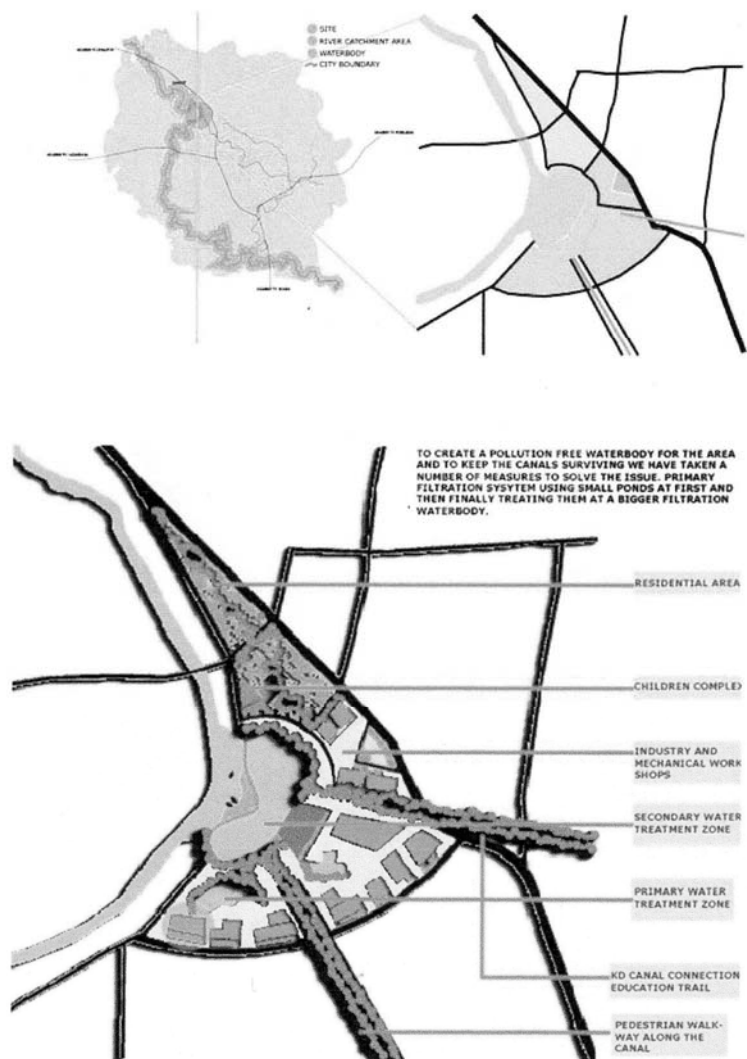 SITE
RIVER CATCHMENT AREA
WATERBODY
CITY BOUNDARY
TO CREATE A POLLUTION FREE WATERBODY FOR THE AREA
AND TO KEEP THE CANALS SURVIVING WE HAVE TAKEN A
NUMBER OF MEASURES TO SOLVE THE ISSUE. PRIMARY
FILTRATION SYSYTEM USING SMALL PONDS AT FIRST AND
THEN FINALLY TREATING THEM AT A BIGGER FILTRATION
WATERBODY.
RESIDENTIAL AREA
CHILDREN COMPLEX
INDUSTRY AND
MECHANICAL WORK
SHOPS
SECONDARY WATER
TREATMENT ZONE
PRIMARY WATER
TREATMENT ZONE
KD CANAL CONNECTION
EDUCATION TRAIL
PEDESTRIAN WALK-
WAY ALONG THE
CANAL